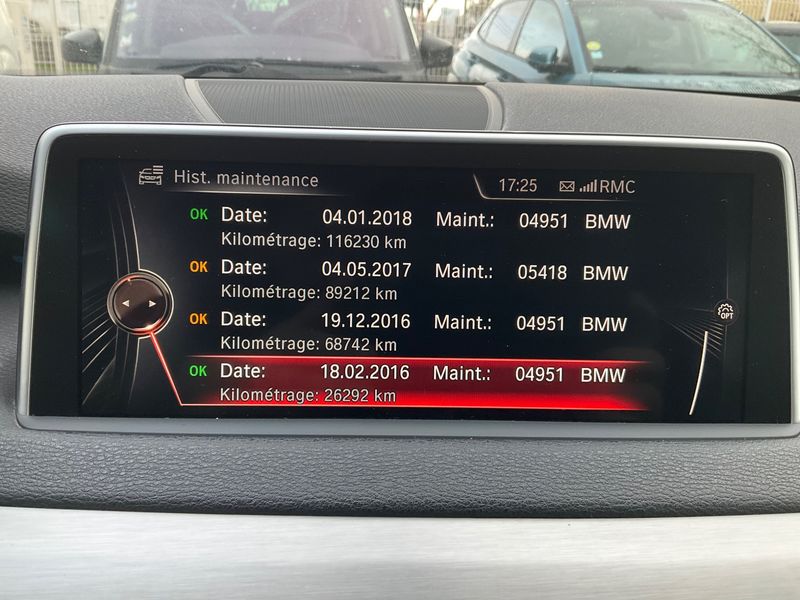 Hist. maintenance 17:25 RMC
OK Date: 04.01.2018 Maint.: 04951 BMW
Kilométrage: 116230 km
OK Date: 04.05.2017 Maint.: 05418 BMW
Kilométrage: 89212 km
OK Date: 19.12.2016 Maint.: 04951 BMW
Kilométrage: 68742 km
OPT
OK Date: 18.02.2016 Maint.: 04951 BMW
Kilométrage: 26292 km